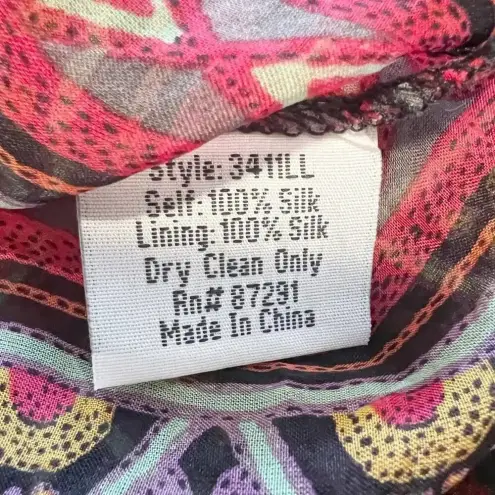 Style: 3411LL
Self: 100% Silk
Lining: 100% Silk
Dry Clean Only
Rn# 87291
Made In China